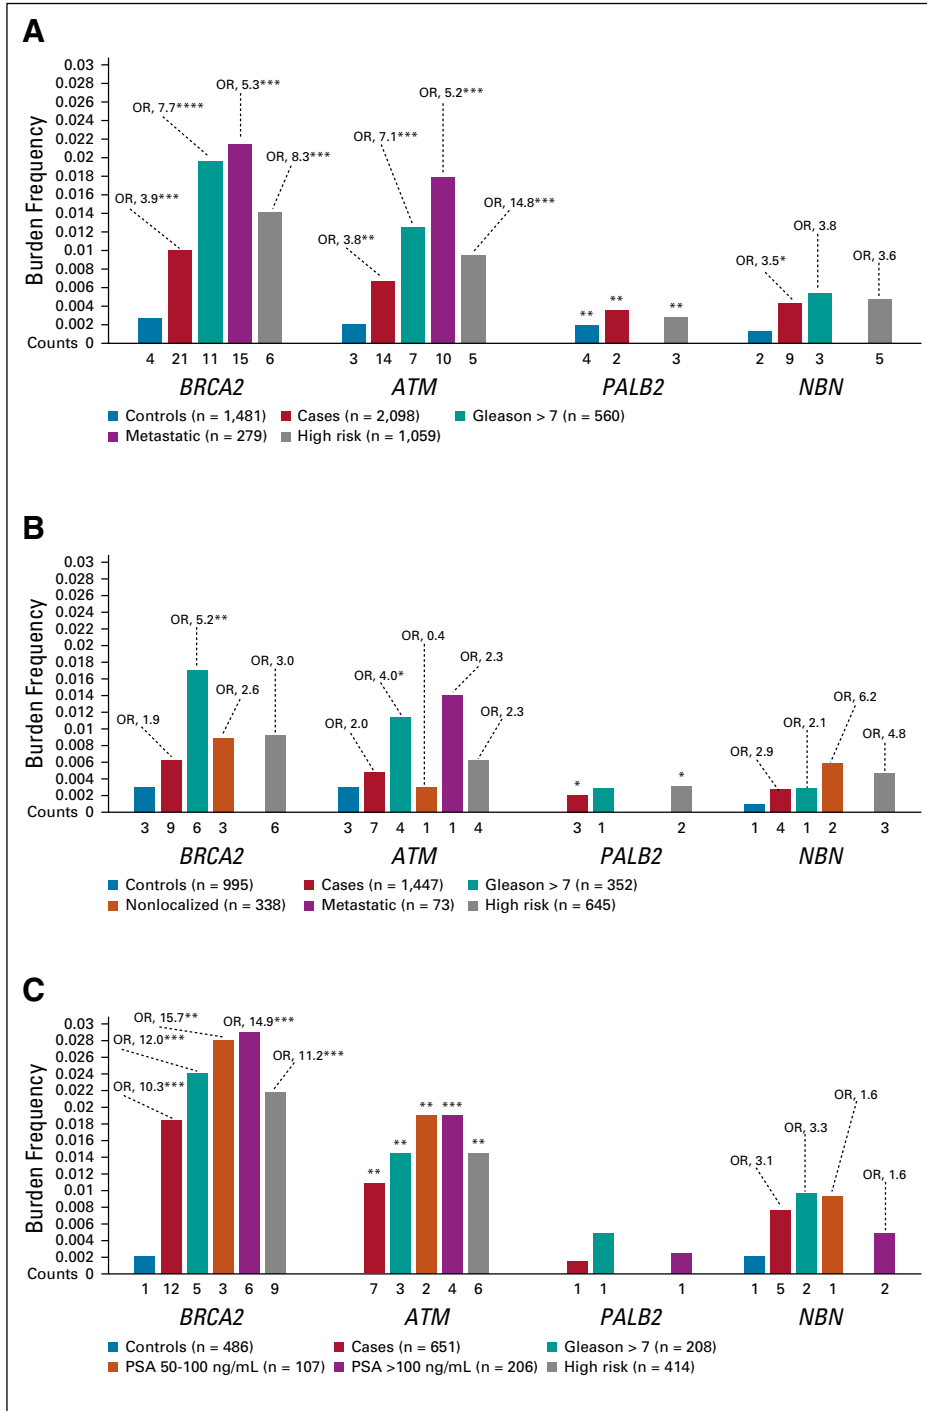 A
0.03
OR, 5.3***
0.028
OR, 5.2***
0.026
OR, 7.7****
0.024
0.022
OR, 7.1***
0.02
OR, 8.3***
0.018
0.016
OR, 3.9***
OR, 14.8***
0.014
OR, 3.8
0.012
OR, 3.8**
0.01
OR, 3.5*
OR, 3.6
0.008
0.006
0.004
** ** **
0.002
Counts 0
Burden Frequency
4 21 11 15 6 3 14 7 10 5 4 2 3 2 9 3 5
BRCA2 ATM PALB2 NBN
Controls (n = 1,481) Cases (n = 2,098) Gleason > 7 (n = 560)
Metastatic (n = 279) High risk (n = 1,059)
B
0.03
0.028
0.026
0.024
OR, 5.2**
0.022
OR, 0.4
0.02
OR, 3.0
OR, 2.3
0.018
0.016
OR, 4.0*
0.014
OR, 2.6
OR, 6.2
0.012
OR, 1.9
OR, 2.0
OR, 2.3
OR, 2.1
0.01
OR, 4.8
0.008
OR, 2.9
0.006
0.004
* *
0.002
Counts 0
Burden Frequency
3 9 6 3 6 3 7 4 1 1 4 3 1 2 1 4 1 2 3
BRCA2 ATM PALB2 NBN
Controls (n = 995) Cases (n = 1,447) Gleason > 7 (n = 352)
Nonlocalized (n = 338) Metastatic (n = 73) High risk (n = 645)
C
OR, 15.7**
OR, 14.9***
0.03
OR, 12.0***
0.028
OR, 11.2***
0.026
0.024
OR, 10.3***
0.022
OR, 1.6
0.02
** ***
0.018
OR, 3.3
0.016
** **
0.014
OR, 3.1
0.012
**
OR, 1.6
0.01
0.008
0.006
0.004
0.002
Counts 0
Burden Frequency
1 12 5 3 6 9 7 3 2 4 6 1 1 1 1 5 2 1 2
BRCA2 ATM PALB2 NBN
Controls (n = 486) Cases (n = 651) Gleason > 7 (n = 208)
PSA 50-100 ng/mL (n = 107) PSA >100 ng/mL (n = 206) High risk (n = 414)